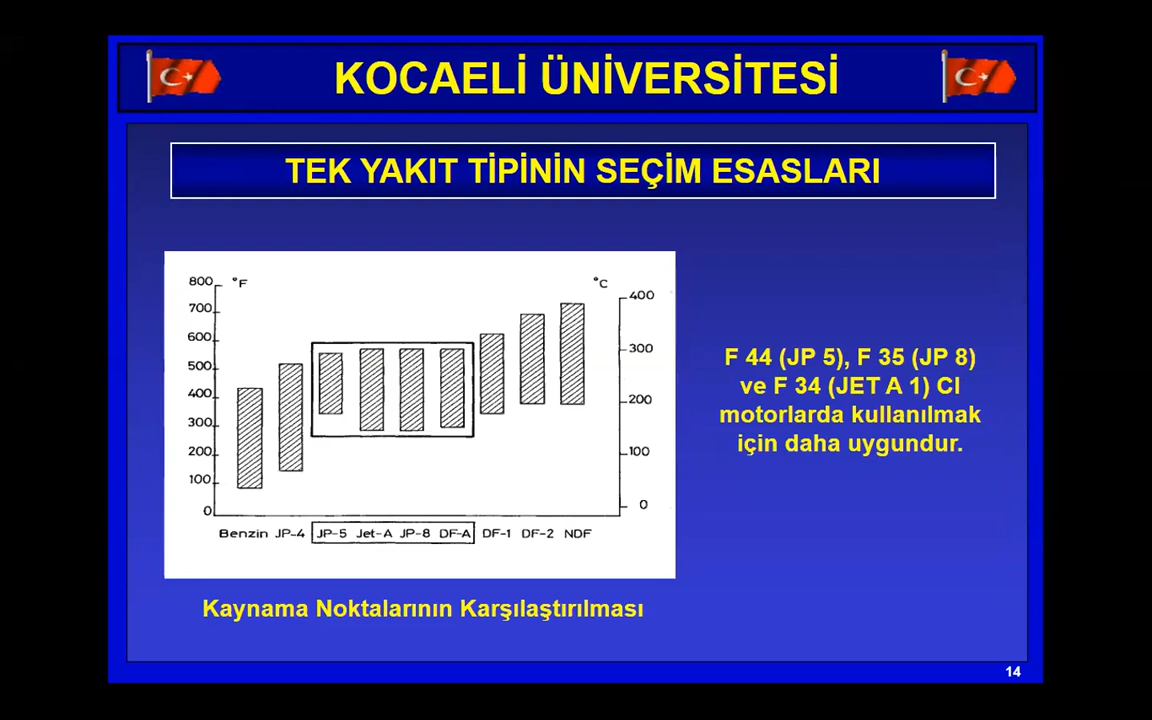 KOCAELİ ÜNİVERSİTESİ
TEK YAKIT TİPİNİN SEÇİM ESASLARI
800 °F
700
600
500
400
300
200
100
0
°C
400
300
200
100
0
Benzin JP-4 JP-5 Jet-A JP-8 DF-A DF-1 DF-2 NDF
Kaynama Noktalarının Karşılaştırılması
F 44 (JP 5), F 35 (JP 8)
ve F 34 (JET A 1) CI
motorlarda kullanılmak
için daha uygundur.
14